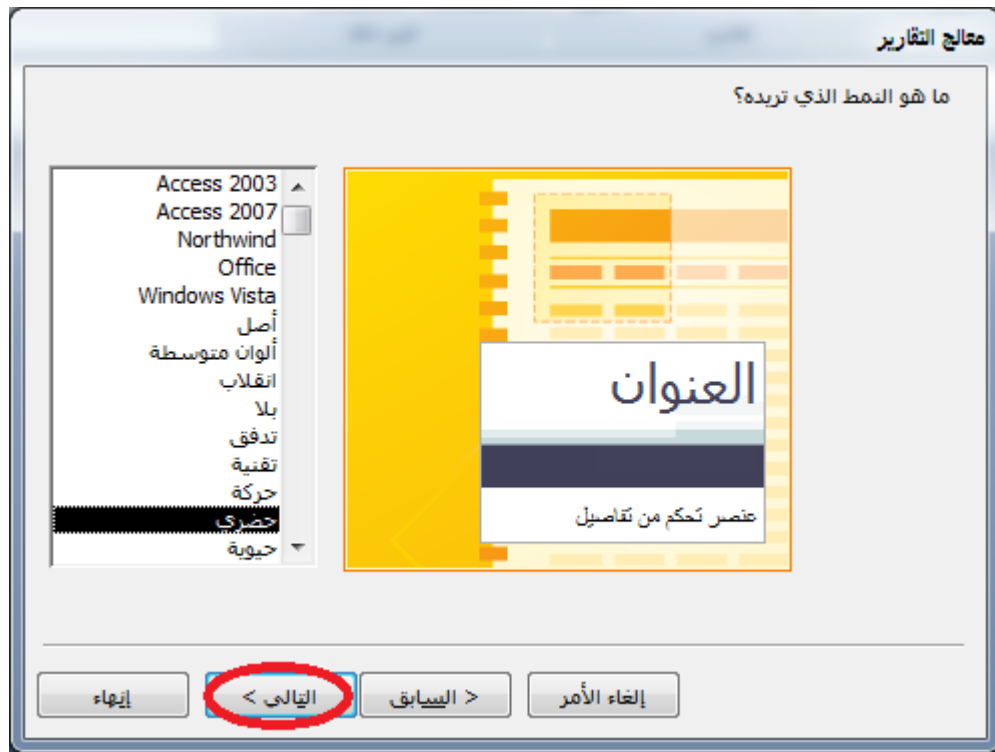 معالج التقارير
ما هو النمط الذي تريده؟
Access 2003
Access 2007
Northwind
Office
Windows Vista
أصل
ألوان متوسطة
انقلاب
بلا
تدفق
تقنية
حركة
حضري
حيوية
العنوان
عنصر تحكم من تفاصيل
إلغاء الأمر
< السابق
التالي >
إنهاء